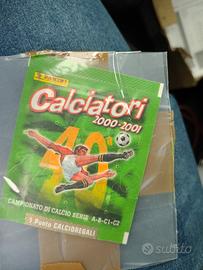 PANINI
Calciatori
2000-2001
40
CAMPIONATO DI CALCIO SERIE A-B-C1-C2
1 Punto CALCIOREGALI
subito